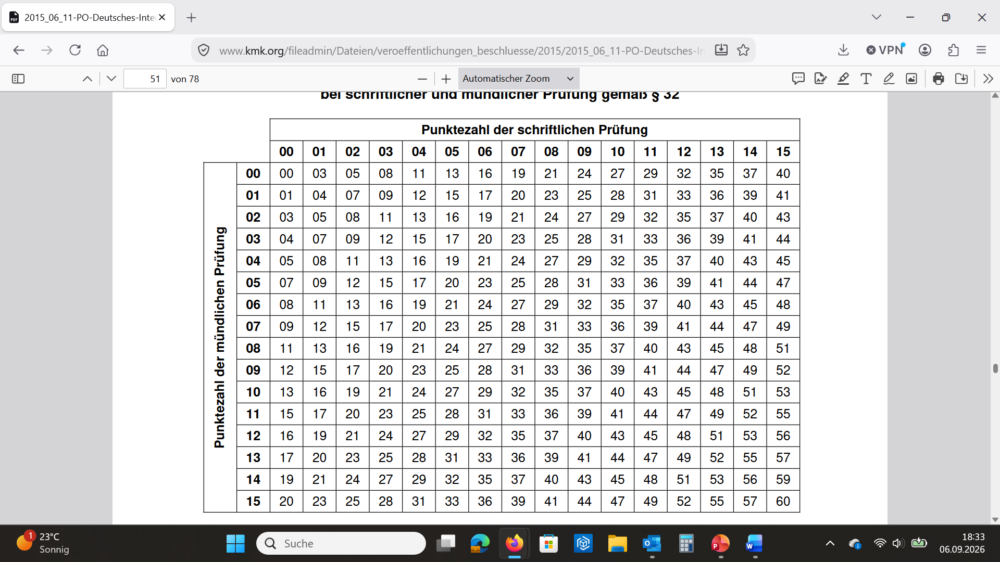 2015_06_11-PO-Deutsches-Inte
www.kmk.org/fileadmin/Dateien/veroeffentlichungen_beschluesse/2015/2015_06_11-PO-Deutsches-In
VPN
51 von 78
Automatischer Zoom
bei schriftlicher und mündlicher Prüfung gemäß § 32
Punktezahl der schriftlichen Prüfung
00 01 02 03 04 05 06 07 08 09 10 11 12 13 14 15
Punktezahl der mündlichen Prüfung
00 00 03 05 08 11 13 16 19 21 24 27 29 32 35 37 40
01 01 04 07 09 12 15 17 20 23 25 28 31 33 36 39 41
02 03 05 08 11 13 16 19 21 24 27 29 32 35 37 40 43
03 04 07 09 12 15 17 20 23 25 28 31 33 36 39 41 44
04 05 08 11 13 16 19 21 24 27 29 32 35 37 40 43 45
05 07 09 12 15 17 20 23 25 28 31 33 36 39 41 44 47
06 08 11 13 16 19 21 24 27 29 32 35 37 40 43 45 48
07 09 12 15 17 20 23 25 28 31 33 36 39 41 44 47 49
08 11 13 16 19 21 24 27 29 32 35 37 40 43 45 48 51
09 12 15 17 20 23 25 28 31 33 36 39 41 44 47 49 52
10 13 16 19 21 24 27 29 32 35 37 40 43 45 48 51 53
11 15 17 20 23 25 28 31 33 36 39 41 44 47 49 52 55
12 16 19 21 24 27 29 32 35 37 40 43 45 48 51 53 56
13 17 20 23 25 28 31 33 36 39 41 44 47 49 52 55 57
14 19 21 24 27 29 32 35 37 40 43 45 48 51 53 56 59
15 20 23 25 28 31 33 36 39 41 44 47 49 52 55 57 60
1
23°C
Sonnig
Suche
18:33
06.09.2026